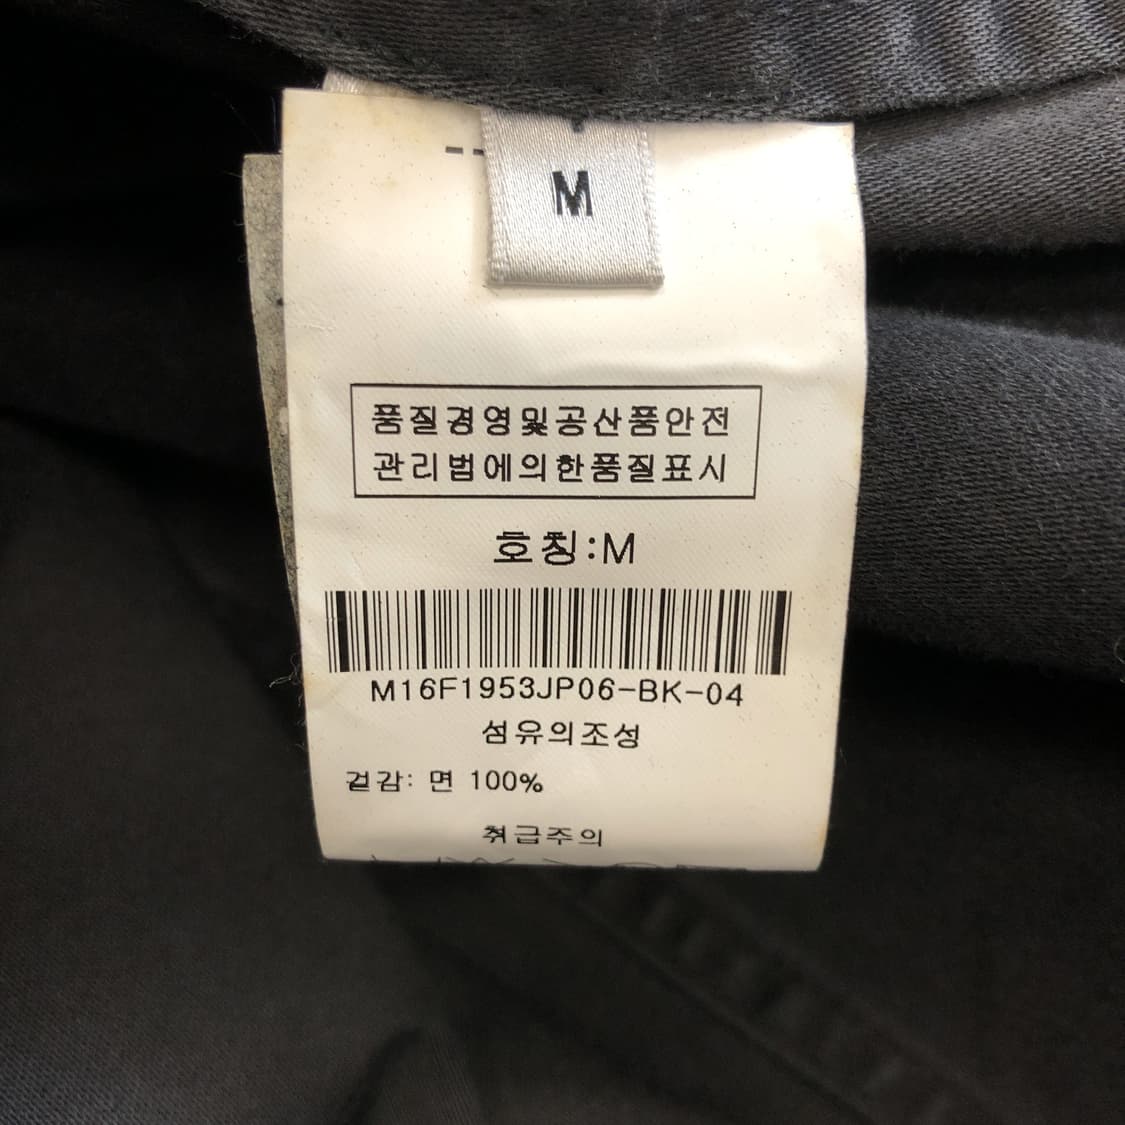 M
품질경영및공산품안전
관리법에의한품질표시
호칭:M
M16F1953JP06-BK-04
섬유의조성
겉감: 면 100%
취급주의